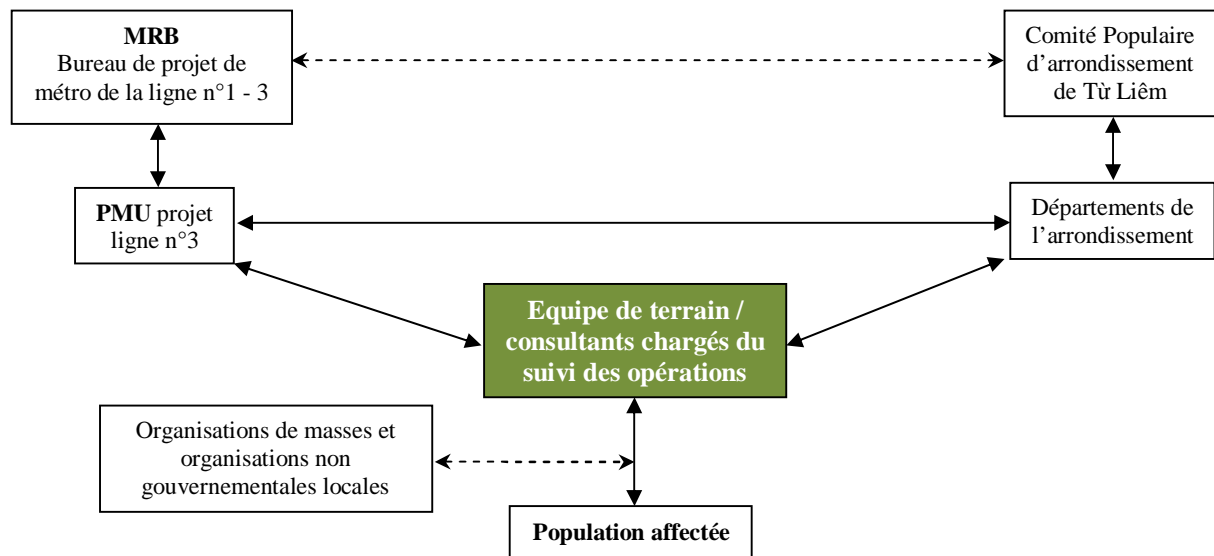 MRB
Bureau de projet de
métro de la ligne n°1 - 3
Comité Populaire
d’arrondissement
de Từ Liêm
PMU projet
ligne n°3
Départements de
l’arrondissement
Equipe de terrain /
consultants chargés du
suivi des opérations
Organisations de masses et
organisations non
gouvernementales locales
Population affectée